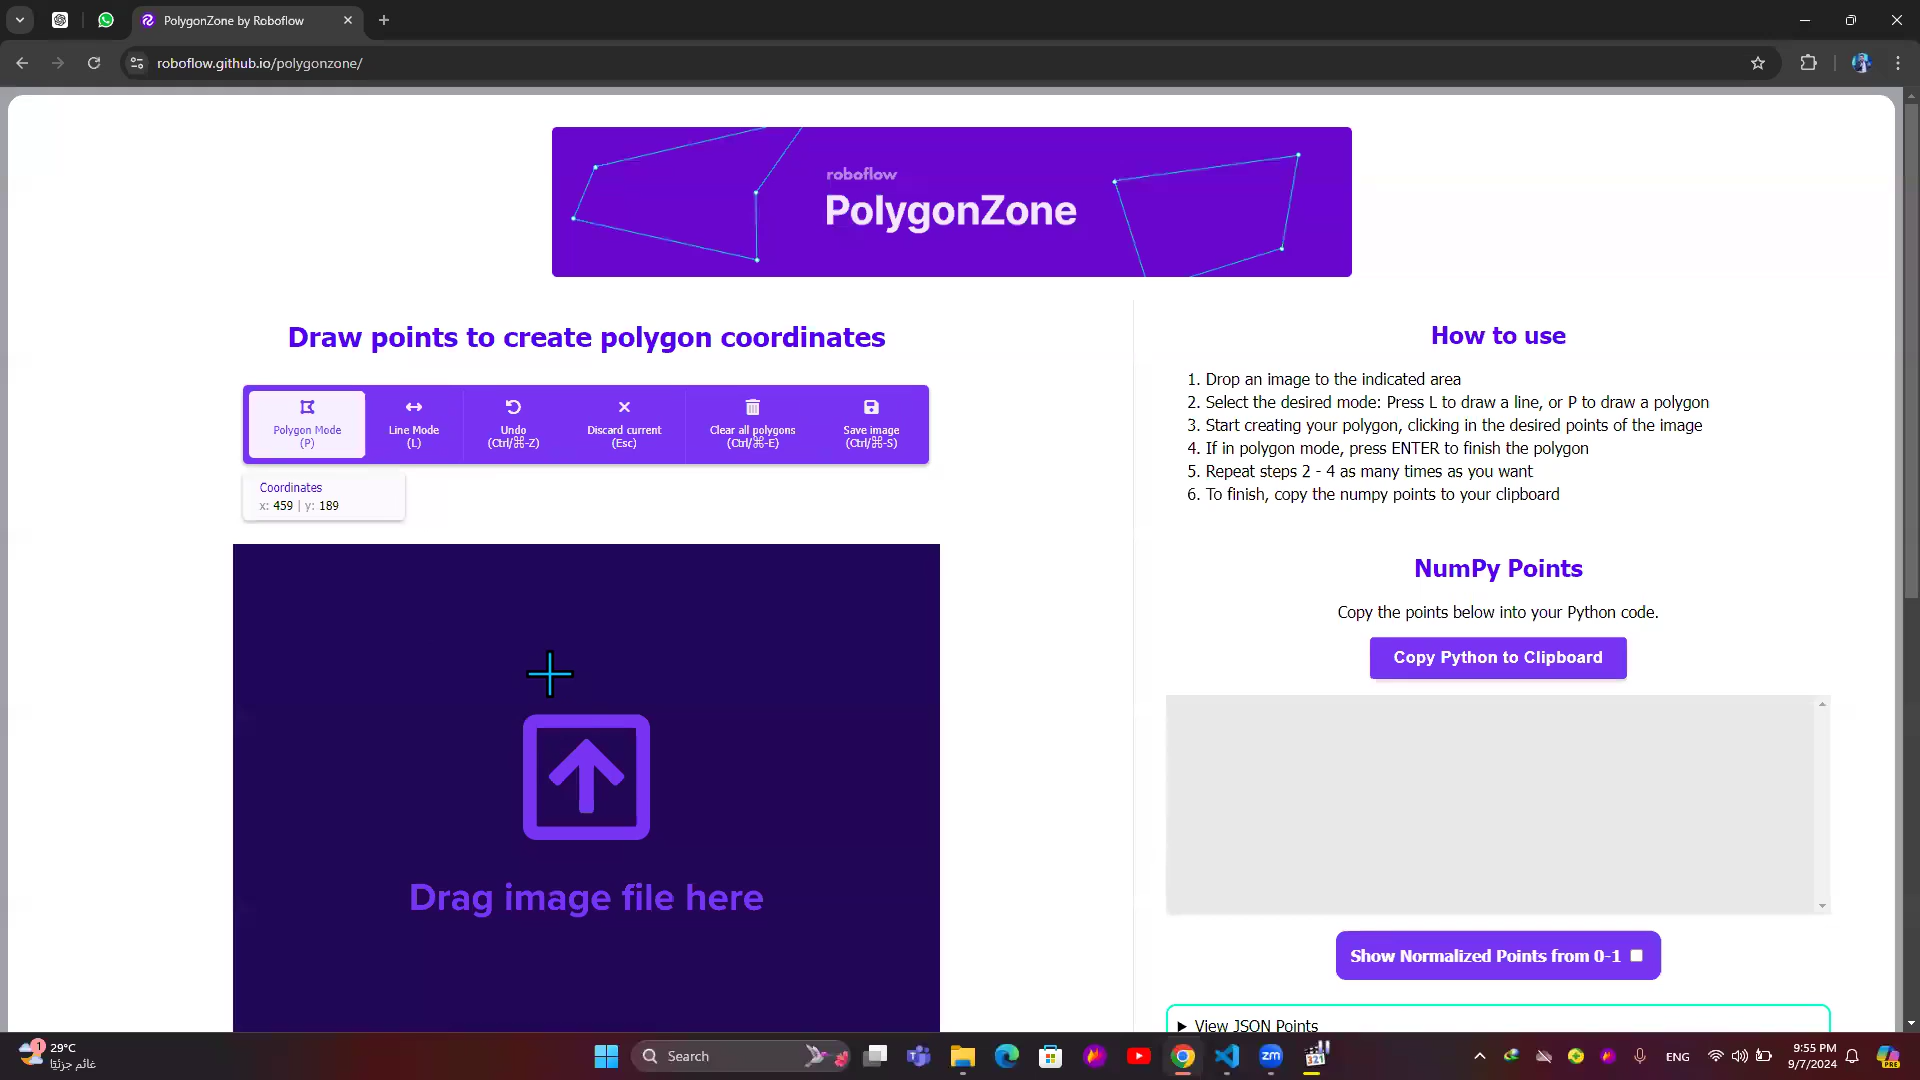 PolygonZone by Roboflow
roboflow.github.io/polygonzone/
roboflow
PolygonZone
Draw points to create polygon coordinates
Polygon Mode
(P)
Line Mode
(L)
Undo
(Ctrl/⌘-Z)
Discard current
(Esc)
Clear all polygons
(Ctrl/⌘-E)
Save image
(Ctrl/⌘-S)
Coordinates
x: 459 | y: 189
Drag image file here
How to use
1. Drop an image to the indicated area
2. Select the desired mode: Press L to draw a line, or P to draw a polygon
3. Start creating your polygon, clicking in the desired points of the image
4. If in polygon mode, press ENTER to finish the polygon
5. Repeat steps 2 - 4 as many times as you want
6. To finish, copy the numpy points to your clipboard
NumPy Points
Copy the points below into your Python code.
Copy Python to Clipboard
Show Normalized Points from 0-1
View JSON Points
1
29°C
غائم جزئيًا
Search
zm
321
ENG
9:55 PM
9/7/2024
PRE